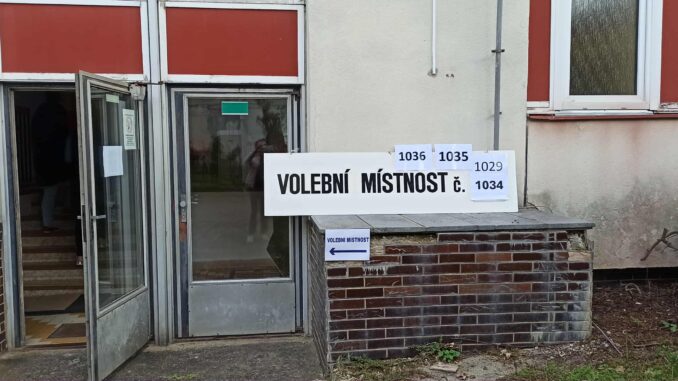 1036 1035
1029
VOLEBNÍ MÍSTNOST č. 1034
VOLEBNÍ MÍSTNOST